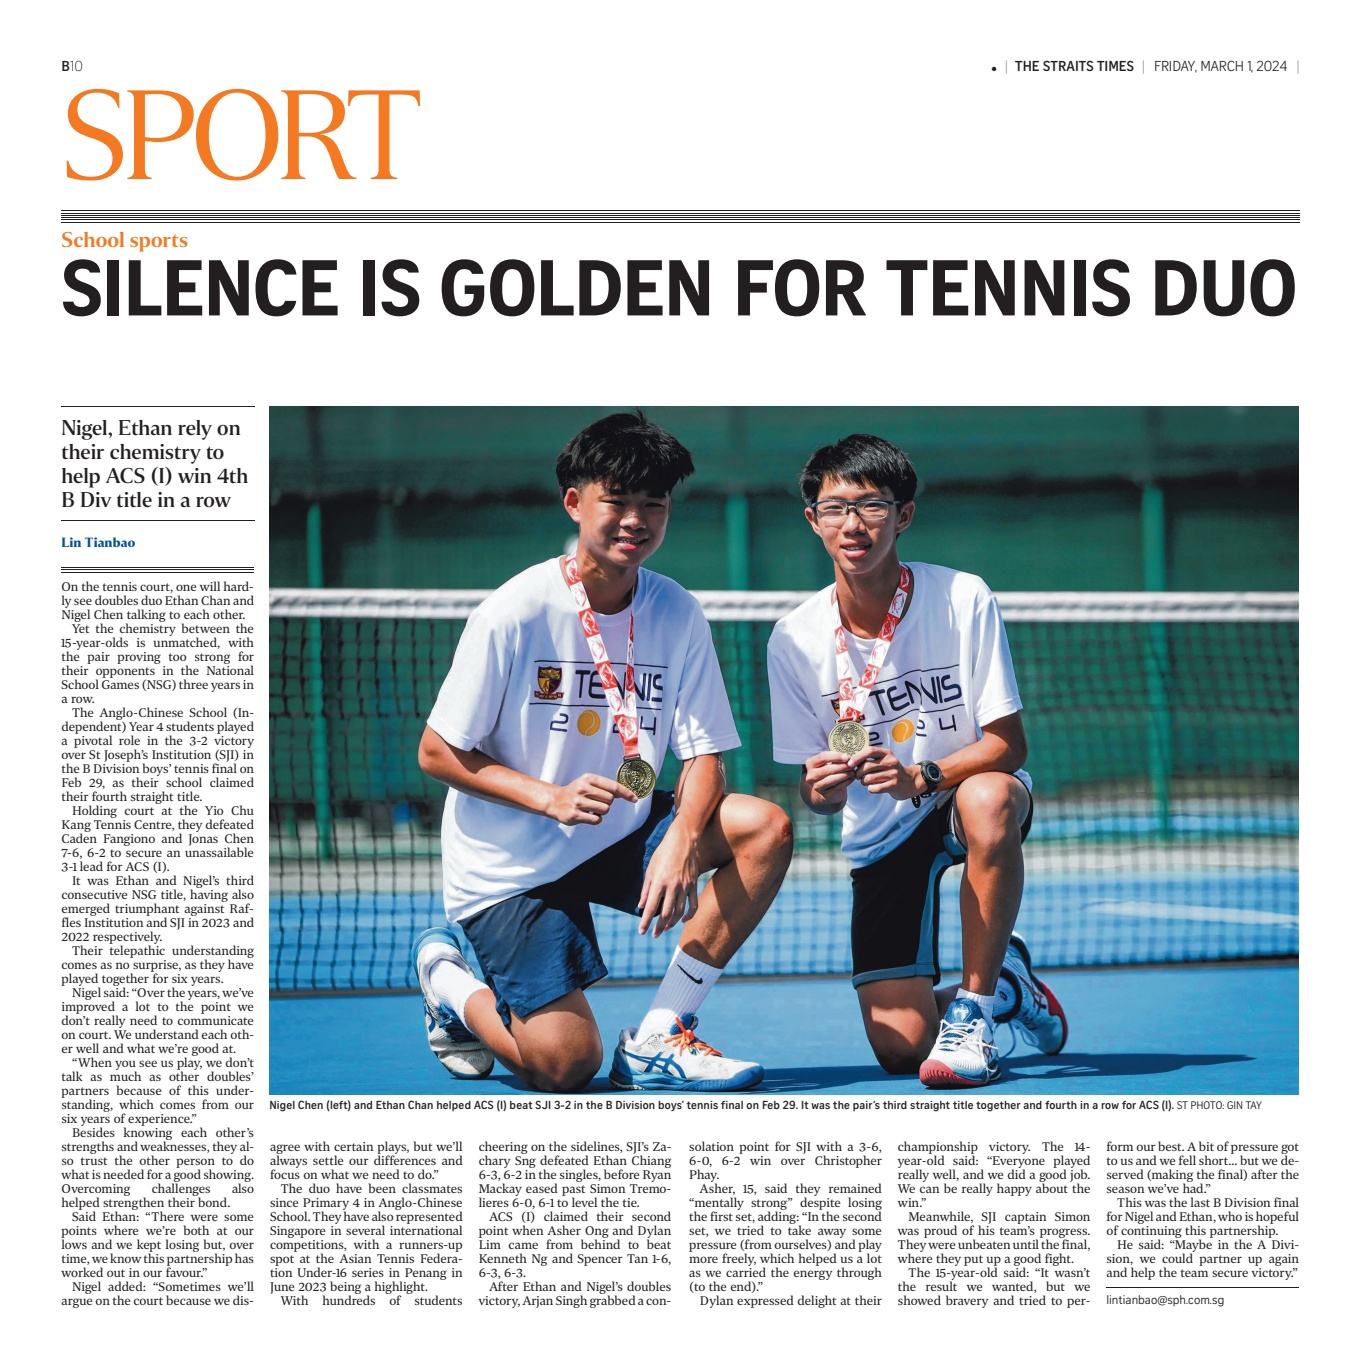 B10
• | THE STRAITS TIMES | FRIDAY, MARCH 1, 2024 |
SPORT
School sports
SILENCE IS GOLDEN FOR TENNIS DUO
Nigel, Ethan rely on
their chemistry to
help ACS (I) win 4th
B Div title in a row
Lin Tianbao
On the tennis court, one will hard-
ly see doubles duo Ethan Chan and
Nigel Chen talking to each other.
Yet the chemistry between the
15-year-olds is unmatched, with
the pair proving too strong for
their opponents in the National
School Games (NSG) three years in
a row.
The Anglo-Chinese School (In-
dependent) Year 4 students played
a pivotal role in the 3-2 victory
over St Joseph's Institution (SJI) in
the B Division boys' tennis final on
Feb 29, as their school claimed
their fourth straight title.
Holding court at the Yio Chu
Kang Tennis Centre, they defeated
Caden Fangiono and Jonas Chen
7-6, 6-2 to secure an unassailable
3-1 lead for ACS (I).
It was Ethan and Nigel's third
consecutive NSG title, having also
emerged triumphant against Raf-
fles Institution and SJI in 2023 and
2022 respectively.
Their telepathic understanding
comes as no surprise, as they have
played together for six years.
Nigel said: “Over the years, we've
improved a lot to the point we
don't really need to communicate
on court. We understand each oth-
er well and what we're good at.
“When you see us play, we don't
talk as much as other doubles'
partners because of this under-
standing, which comes from our
six years of experience.”
Besides knowing each other's
strengths and weaknesses, they al-
so trust the other person to do
what is needed for a good showing.
Overcoming challenges also
helped strengthen their bond.
Said Ethan: “There were some
points where we're both at our
lows and we kept losing but, over
time, we know this partnership has
worked out in our favour.”
Nigel added: “Sometimes we'll
argue on the court because we dis-
TENNIS
2 24
TENNIS
2 24
Nigel Chen (left) and Ethan Chan helped ACS (I) beat SJI 3-2 in the B Division boys' tennis final on Feb 29. It was the pair's third straight title together and fourth in a row for ACS (I). ST PHOTO: GIN TAY
agree with certain plays, but we'll
always settle our differences and
focus on what we need to do.”
The duo have been classmates
since Primary 4 in Anglo-Chinese
School. They have also represented
Singapore in several international
competitions, with a runners-up
spot at the Asian Tennis Federa-
tion Under-16 series in Penang in
June 2023 being a highlight.
With hundreds of students
cheering on the sidelines, SJI's Za-
chary Sng defeated Ethan Chiang
6-3, 6-2 in the singles, before Ryan
Mackay eased past Simon Tremo-
lieres 6-0, 6-1 to level the tie.
ACS (I) claimed their second
point when Asher Ong and Dylan
Lim came from behind to beat
Kenneth Ng and Spencer Tan 1-6,
6-3, 6-3.
After Ethan and Nigel's doubles
victory, Arjan Singh grabbed a con-
solation point for SJI with a 3-6,
6-0, 6-2 win over Christopher
Phay.
Asher, 15, said they remained
“mentally strong” despite losing
the first set, adding: “In the second
set, we tried to take away some
pressure (from ourselves) and play
more freely, which helped us a lot
as we carried the energy through
(to the end).”
Dylan expressed delight at their
championship victory. The 14-
year-old said: “Everyone played
really well, and we did a good job.
We can be really happy about the
win.”
Meanwhile, SJI captain Simon
was proud of his team's progress.
They were unbeaten until the final,
where they put up a good fight.
The 15-year-old said: “It wasn't
the result we wanted, but we
showed bravery and tried to per-
form our best. A bit of pressure got
to us and we fell short... but we de-
served (making the final) after the
season we've had.”
This was the last B Division final
for Nigel and Ethan, who is hopeful
of continuing this partnership.
He said: “Maybe in the A Divi-
sion, we could partner up again
and help the team secure victory.”
lintianbao@sph.com.sg